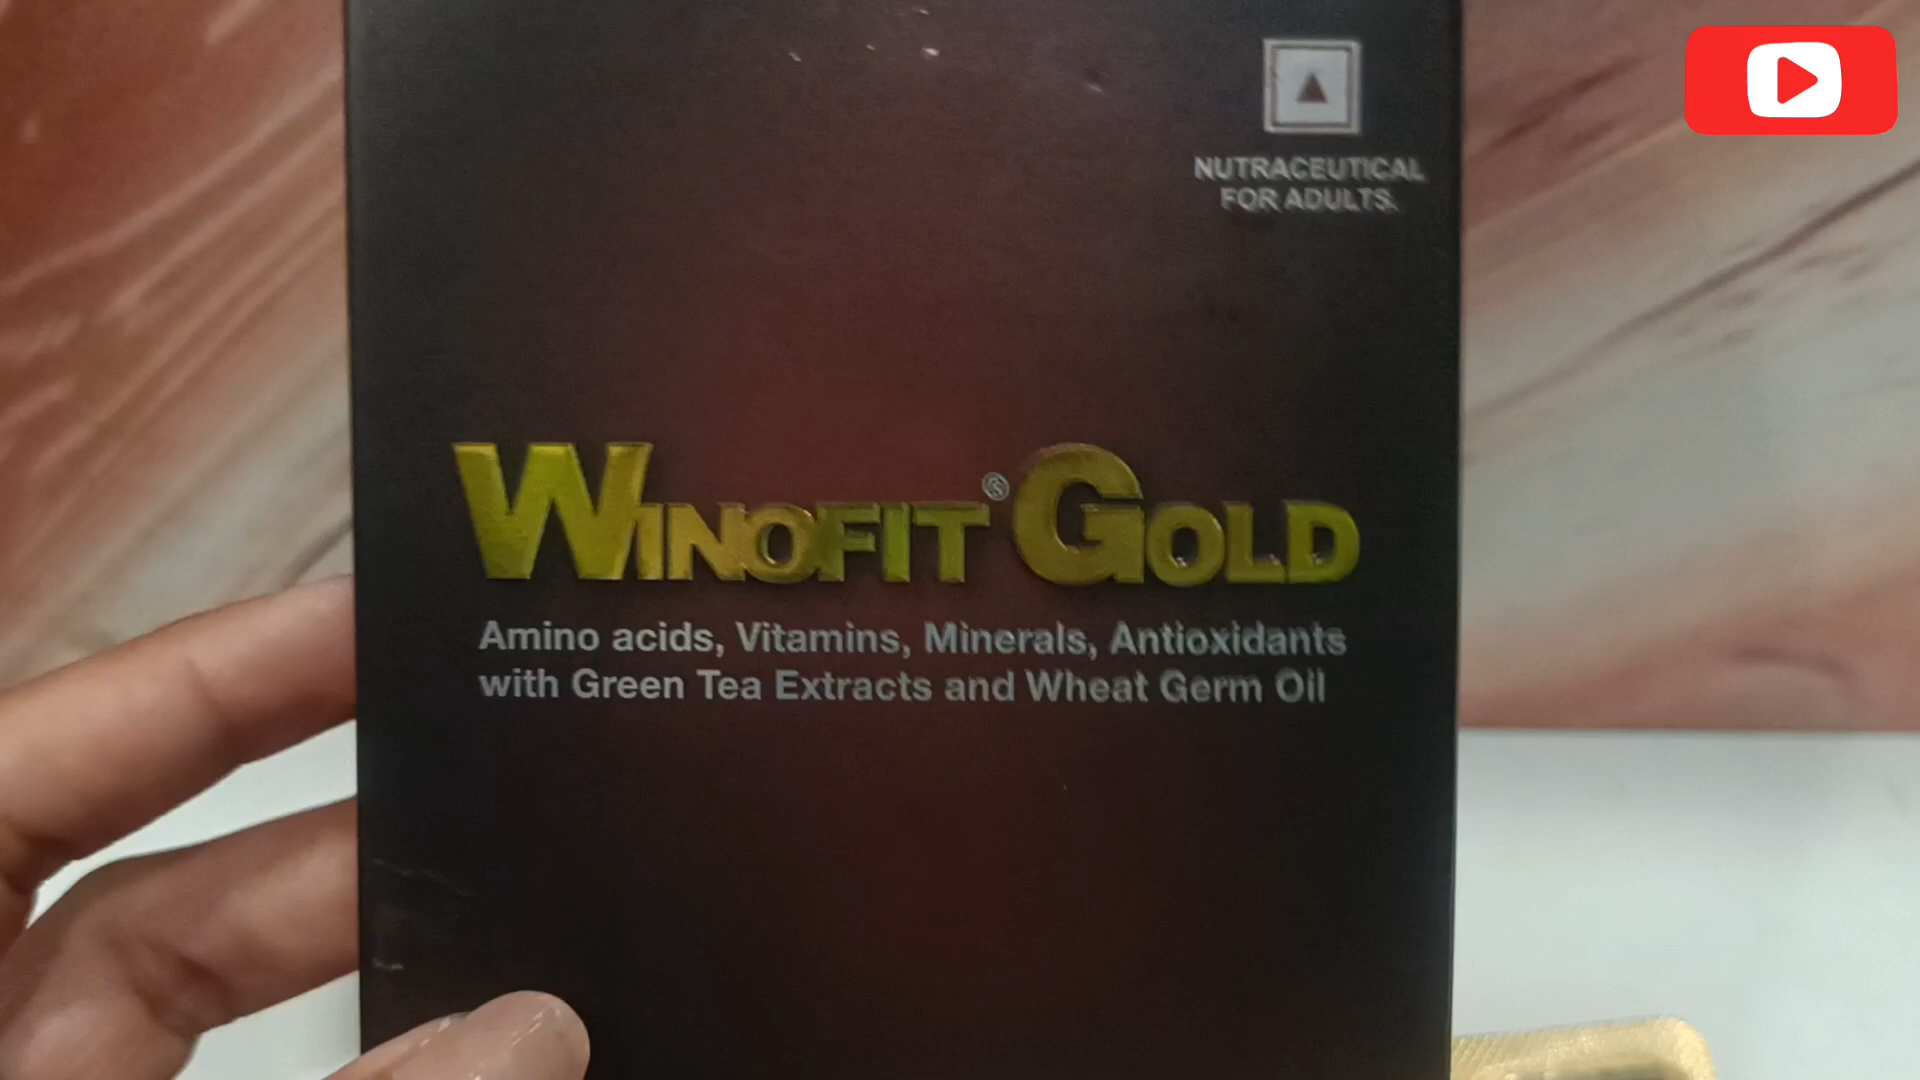 NUTRACEUTICAL
FOR ADULTS.
WINOFIT® GOLD
Amino acids, Vitamins, Minerals, Antioxidants
with Green Tea Extracts and Wheat Germ Oil